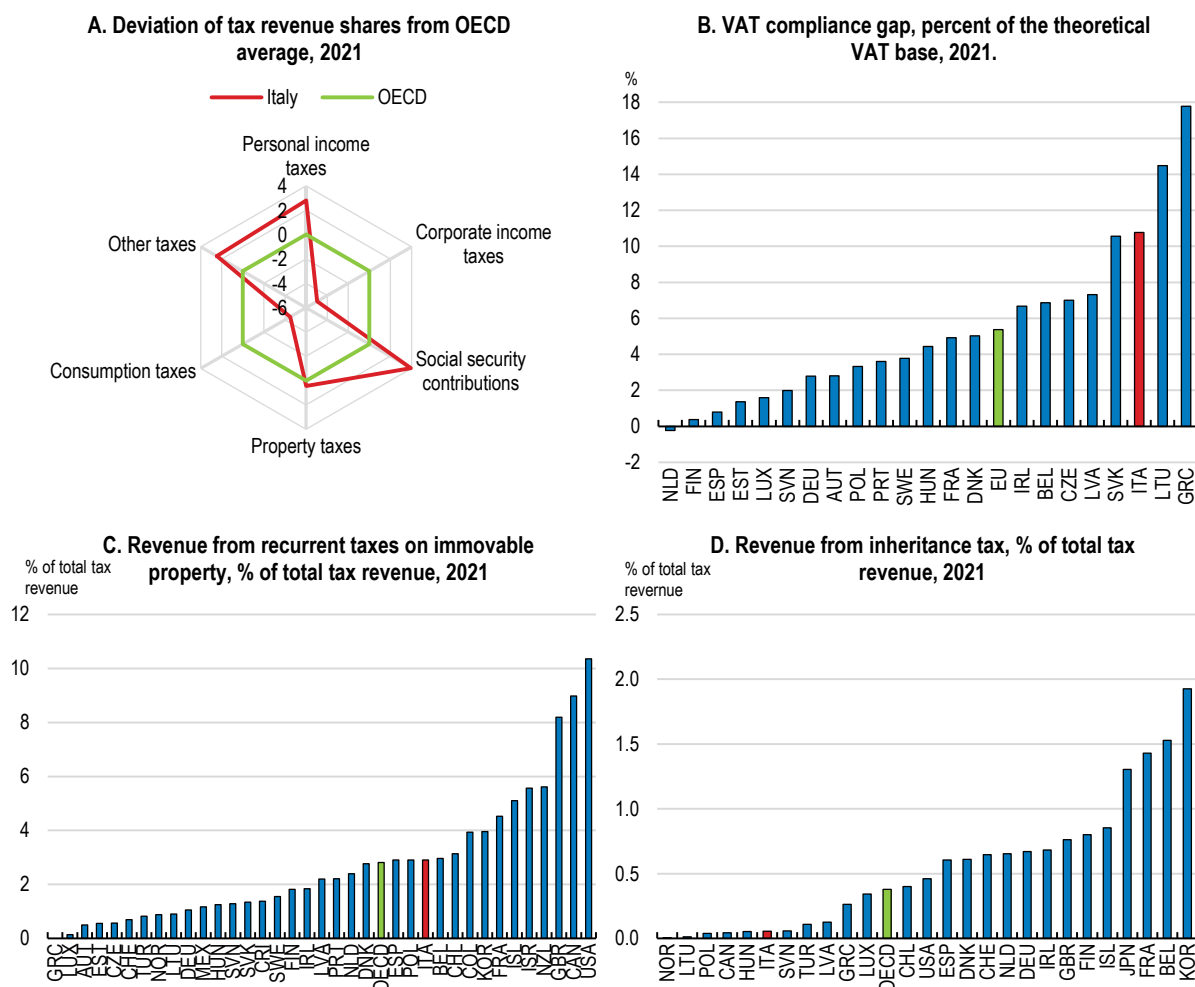 A. Deviation of tax revenue shares from OECD
average, 2021
Italy OECD
Personal income
taxes
4
2
0
-2
-4
-6
Corporate income
taxes
Social security
contributions
Property taxes
Consumption taxes
Other taxes
B. VAT compliance gap, percent of the theoretical
VAT base, 2021.
%
18
16
14
12
10
8
6
4
2
0
-2
NLD FIN ESP EST LUX SVN DEU AUT POL PRT SWE HUN FRA DNK EU IRL BEL CZE LVA SVK ITA LTU GRC
C. Revenue from recurrent taxes on immovable
property, % of total tax revenue, 2021
% of total tax
revenue
12
10
8
6
4
2
0
GRC LUX AUT EST CZE CHE TUR NOR LTU DEU MEX HUN SVN SVK CRI SWE FIN IRL LVA PRT NLD DNK OECD ESP POL ITA BEL CHL COL KOR FRA ISL ISR NZL GBR CAN USA
D. Revenue from inheritance tax, % of total tax
revenue, 2021
% of total tax
revernue
2.5
2.0
1.5
1.0
0.5
0.0
NOR LTU POL CAN HUN ITA SVN TUR LVA GRC LUX OECD CHL USA ESP DNK CHE NLD DEU IRL GBR FIN ISL JPN FRA BEL KOR